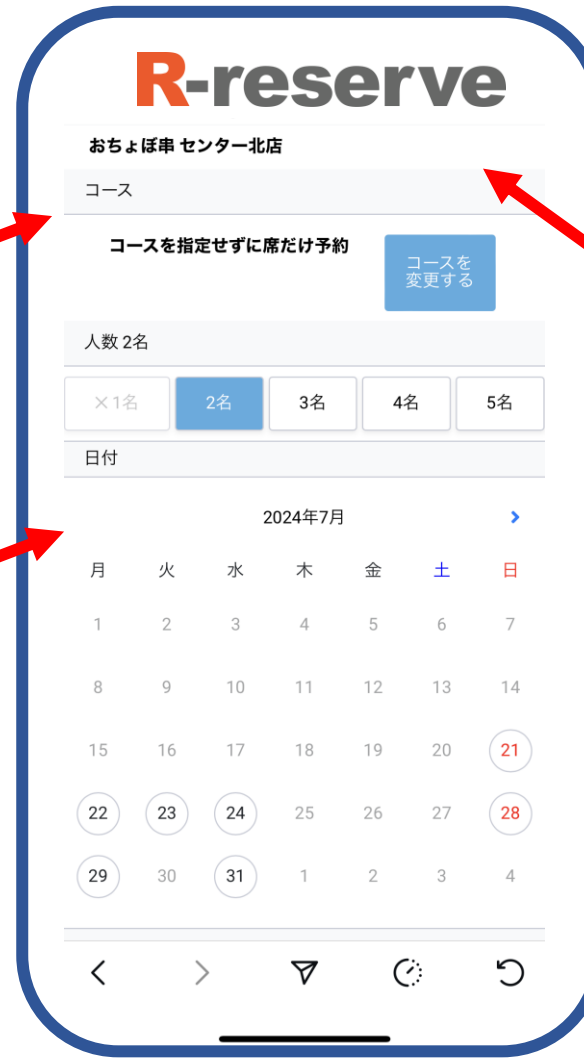 R-reserve
おちょぼ串 センター北店
コース
コースを指定せずに席だけ予約
コースを
変更する
人数 2名
×1名 2名 3名 4名 5名
日付
2024年7月
月 火 水 木 金 土 日
1 2 3 4 5 6 7
8 9 10 11 12 13 14
15 16 17 18 19 20 21
22 23 24 25 26 27 28
29 30 31 1 2 3 4